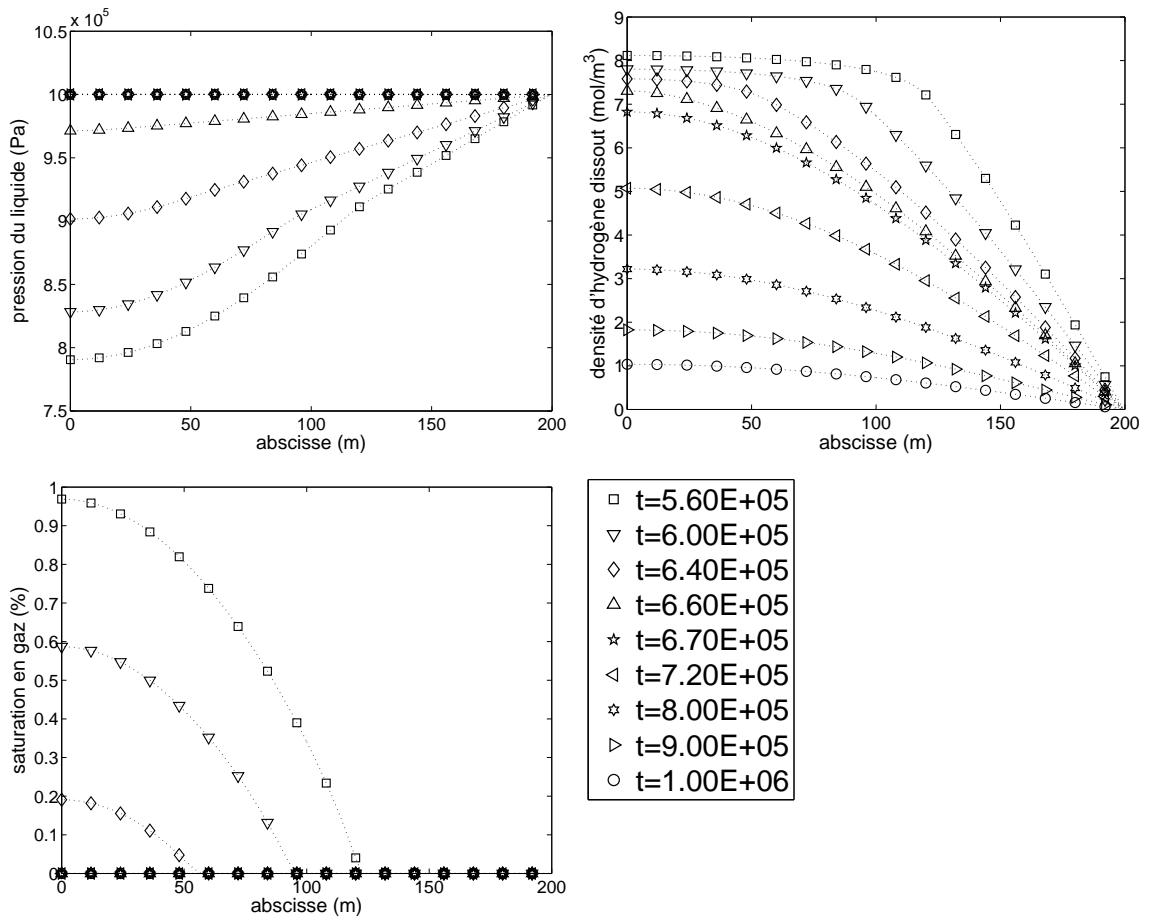 x 10⁵
10.5
10
9.5
9
8.5
8
7.5
0
50
100
150
200
abscisse (m)
pression du liquide (Pa)
9
8
7
6
5
4
3
2
1
0
0
50
100
150
200
abscisse (m)
densité d'hydrogène dissout (mol/m³)
1
0.9
0.8
0.7
0.6
0.5
0.4
0.3
0.2
0.1
0
0
50
100
150
200
abscisse (m)
saturation en gaz (%)
t=5.60E+05
t=6.00E+05
t=6.40E+05
t=6.60E+05
t=6.70E+05
t=7.20E+05
t=8.00E+05
t=9.00E+05
t=1.00E+06